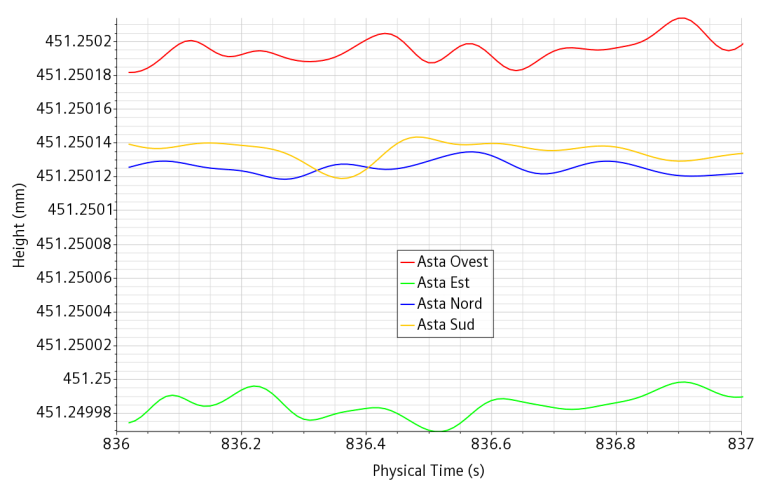 451.2502
451.25018
451.25016
451.25014
451.25012
451.2501
451.25008
451.25006
451.25004
451.25002
451.25
451.24998
Height (mm)
Asta Ovest
Asta Est
Asta Nord
Asta Sud
836 836.2 836.4 836.6 836.8 837
Physical Time (s)